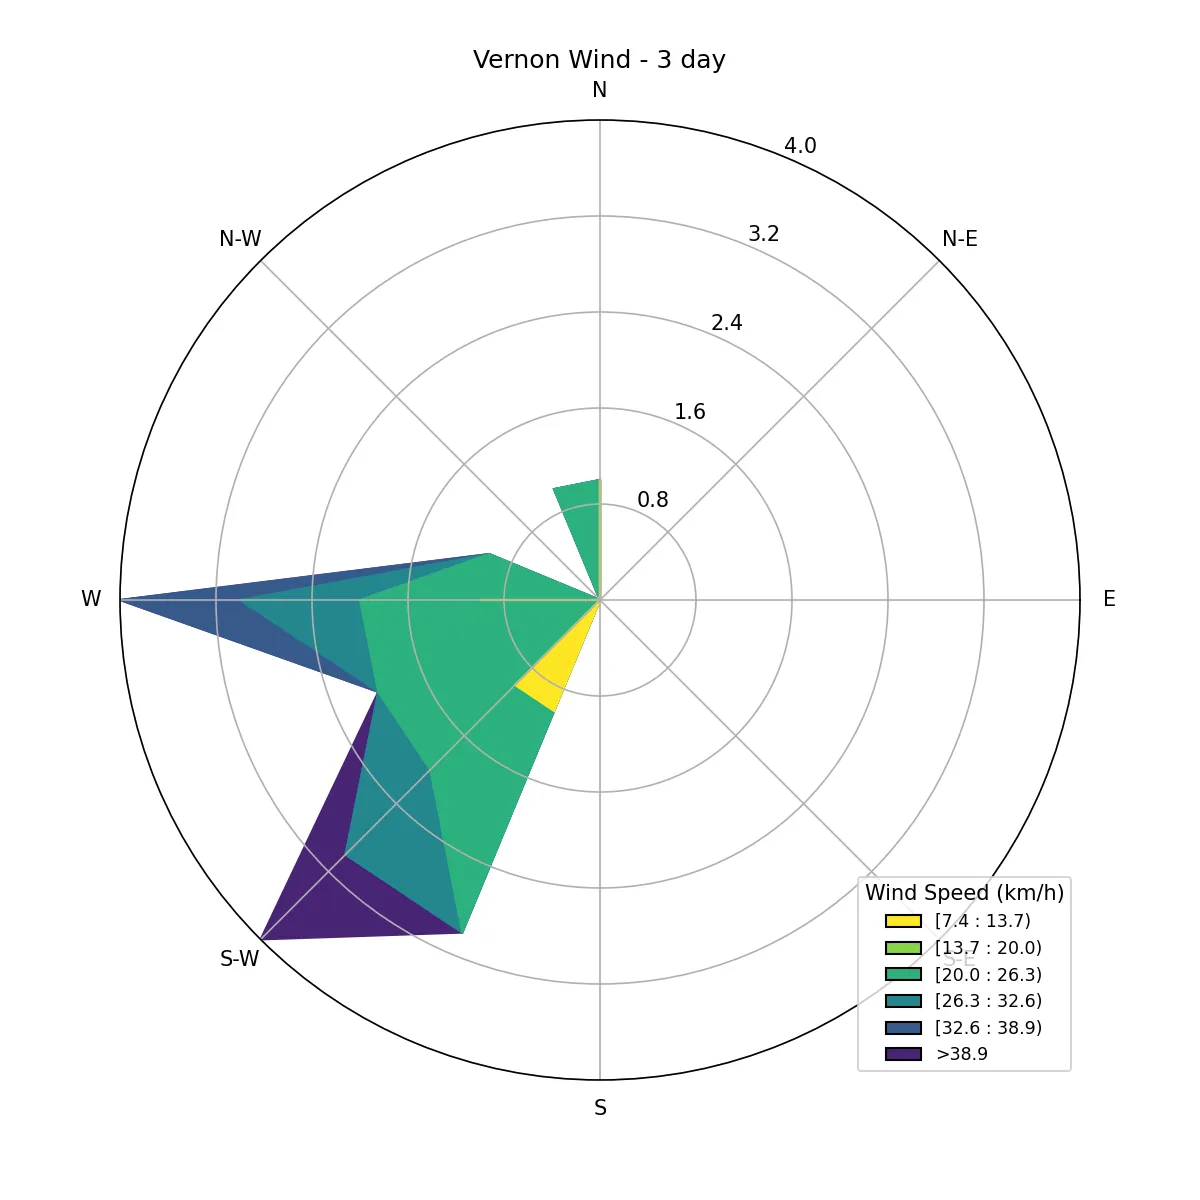 Vernon Wind - 3 day
N
4.0
N-W
3.2
N-E
2.4
1.6
0.8
W
E
S-W
S-E
S
Wind Speed (km/h)
[7.4 : 13.7)
[13.7 : 20.0)
[20.0 : 26.3)
[26.3 : 32.6)
[32.6 : 38.9)
>38.9